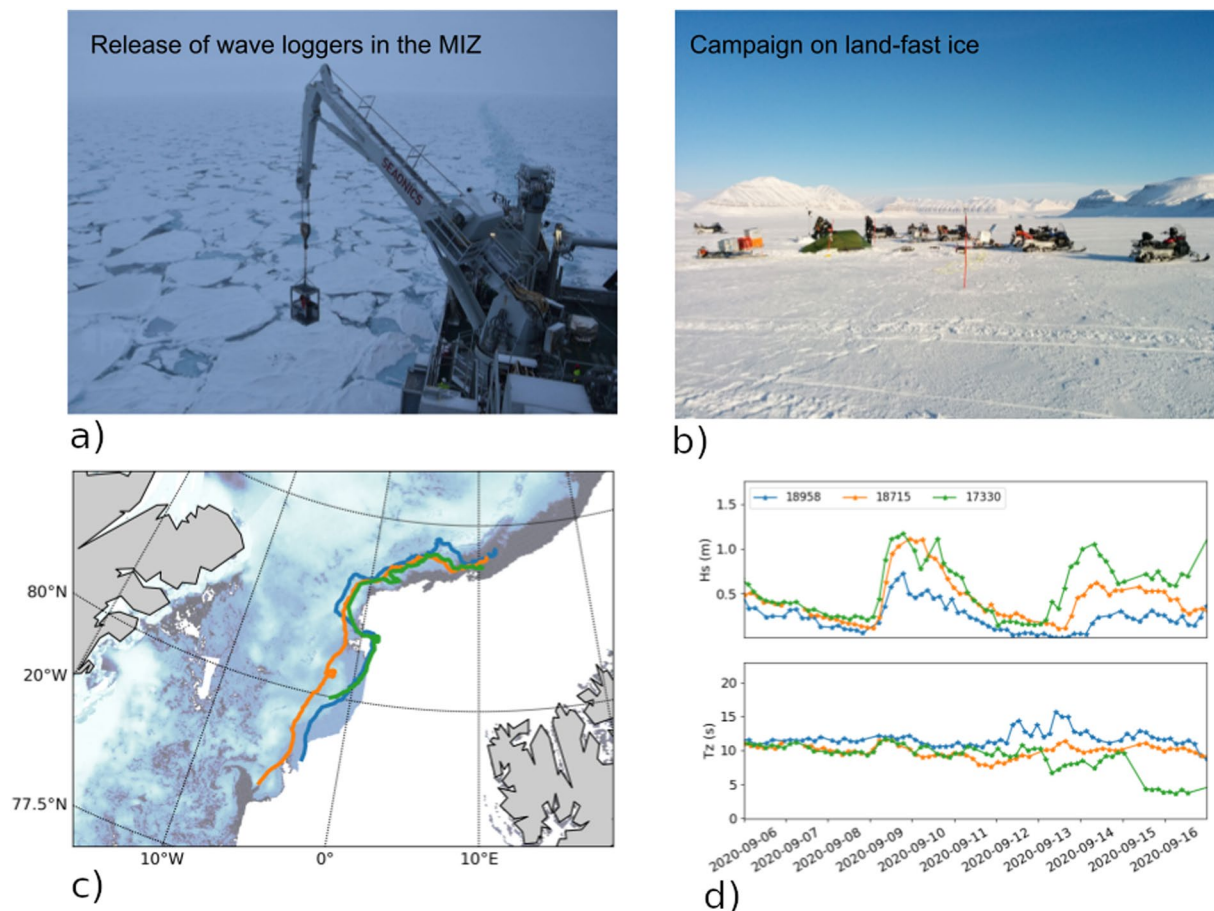 Release of wave loggers in the MIZ
Campaign on land-fast ice
SEAONICS
a)
b)
80°N
20°W
77.5°N
10°W
0°
10°E
c)
18958
18715
17330
1.5
1.0
0.5
Hs (m)
20
15
10
5
0
Tz (s)
2020-09-06
2020-09-07
2020-09-08
2020-09-09
2020-09-10
2020-09-11
2020-09-12
2020-09-13
2020-09-14
2020-09-15
2020-09-16
d)